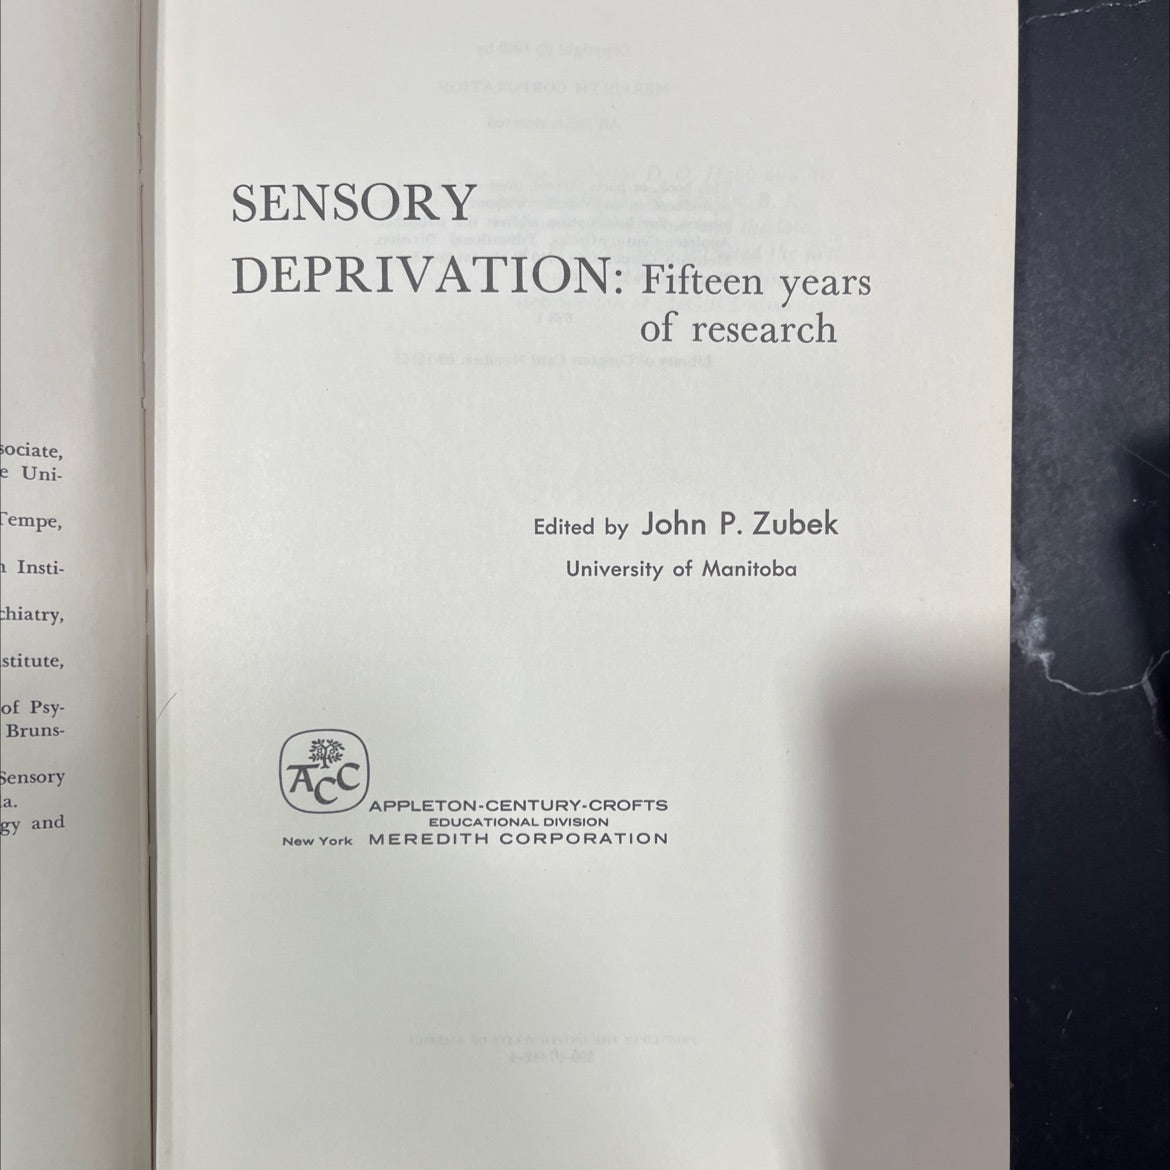 sociate,
e Uni-
Tempe,
n Insti-
chiatry,
stitute,
of Psy-
Bruns-
Sensory
a.
gy and
SENSORY
DEPRIVATION: Fifteen years
of research
Edited by John P. Zubek
University of Manitoba
ACC
APPLETON-CENTURY-CROFTS
EDUCATIONAL DIVISION
New York MEREDITH CORPORATION